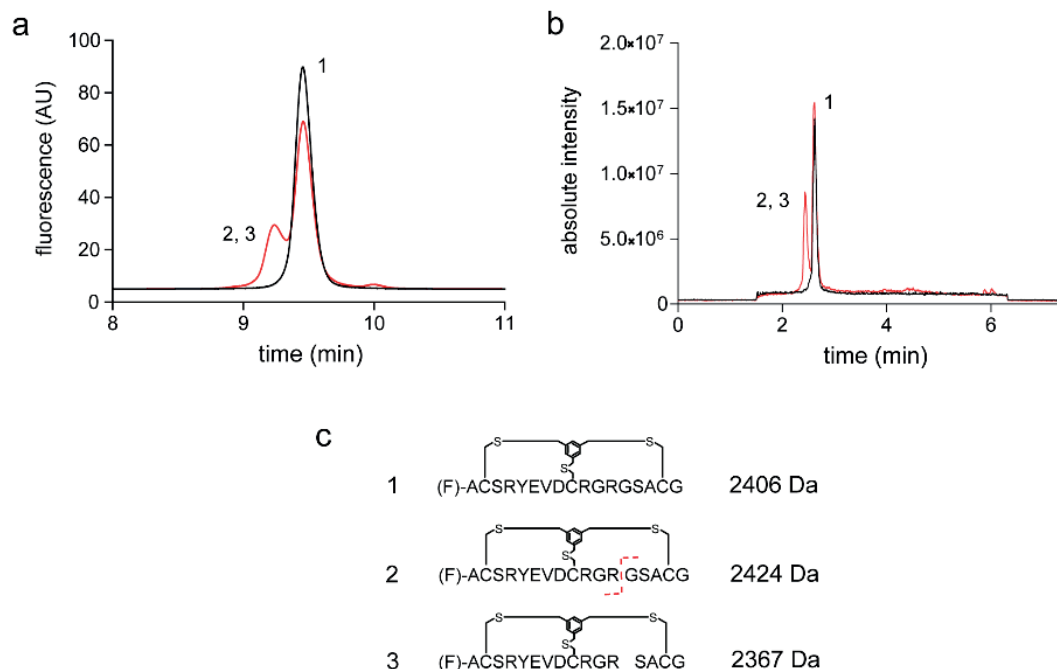 a
100
80
60
40
20
0
fluorescence (AU)
1
2, 3
8
9
10
11
time (min)
b
2.0×10⁷
1.5×10⁷
1.0×10⁷
5.0×10⁶
0
absolute intensity
1
2, 3
0
2
4
6
time (min)
c
S S
S
1 (F)-ACSRYEVDCRGRGSACG 2406 Da
S S
S
2 (F)-ACSRYEVDCRGR GSACG 2424 Da
S S
S
3 (F)-ACSRYEVDCRGR SACG 2367 Da